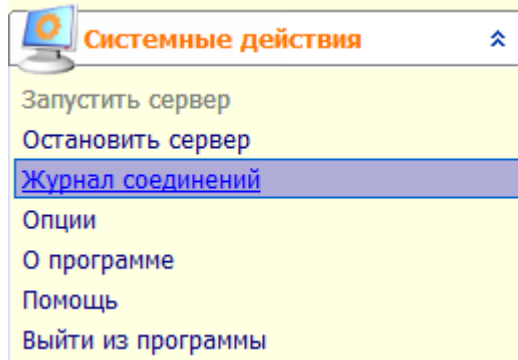 Системные действия
Запустить сервер
Остановить сервер
Журнал соединений
Опции
О программе
Помощь
Выйти из программы